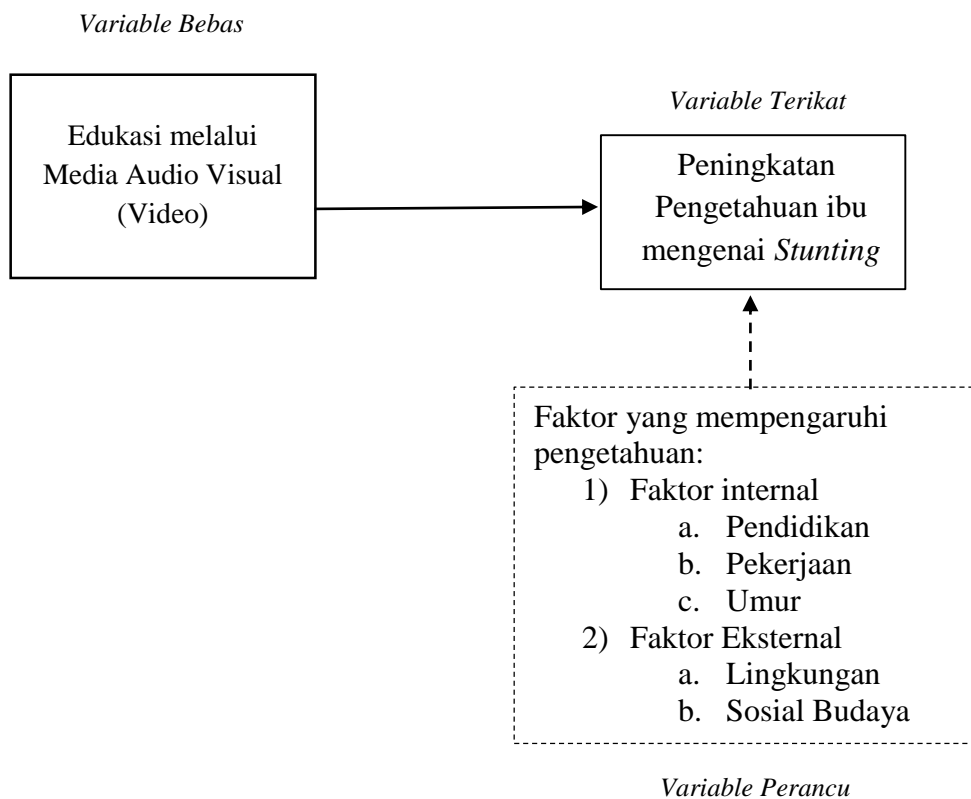 Variable Bebas
Edukasi melalui
Media Audio Visual
(Video)
Variable Terikat
Peningkatan
Pengetahuan ibu
mengenai Stunting
Faktor yang mempengaruhi
pengetahuan:
1) Faktor internal
a. Pendidikan
b. Pekerjaan
c. Umur
2) Faktor Eksternal
a. Lingkungan
b. Sosial Budaya
Variable Perancu